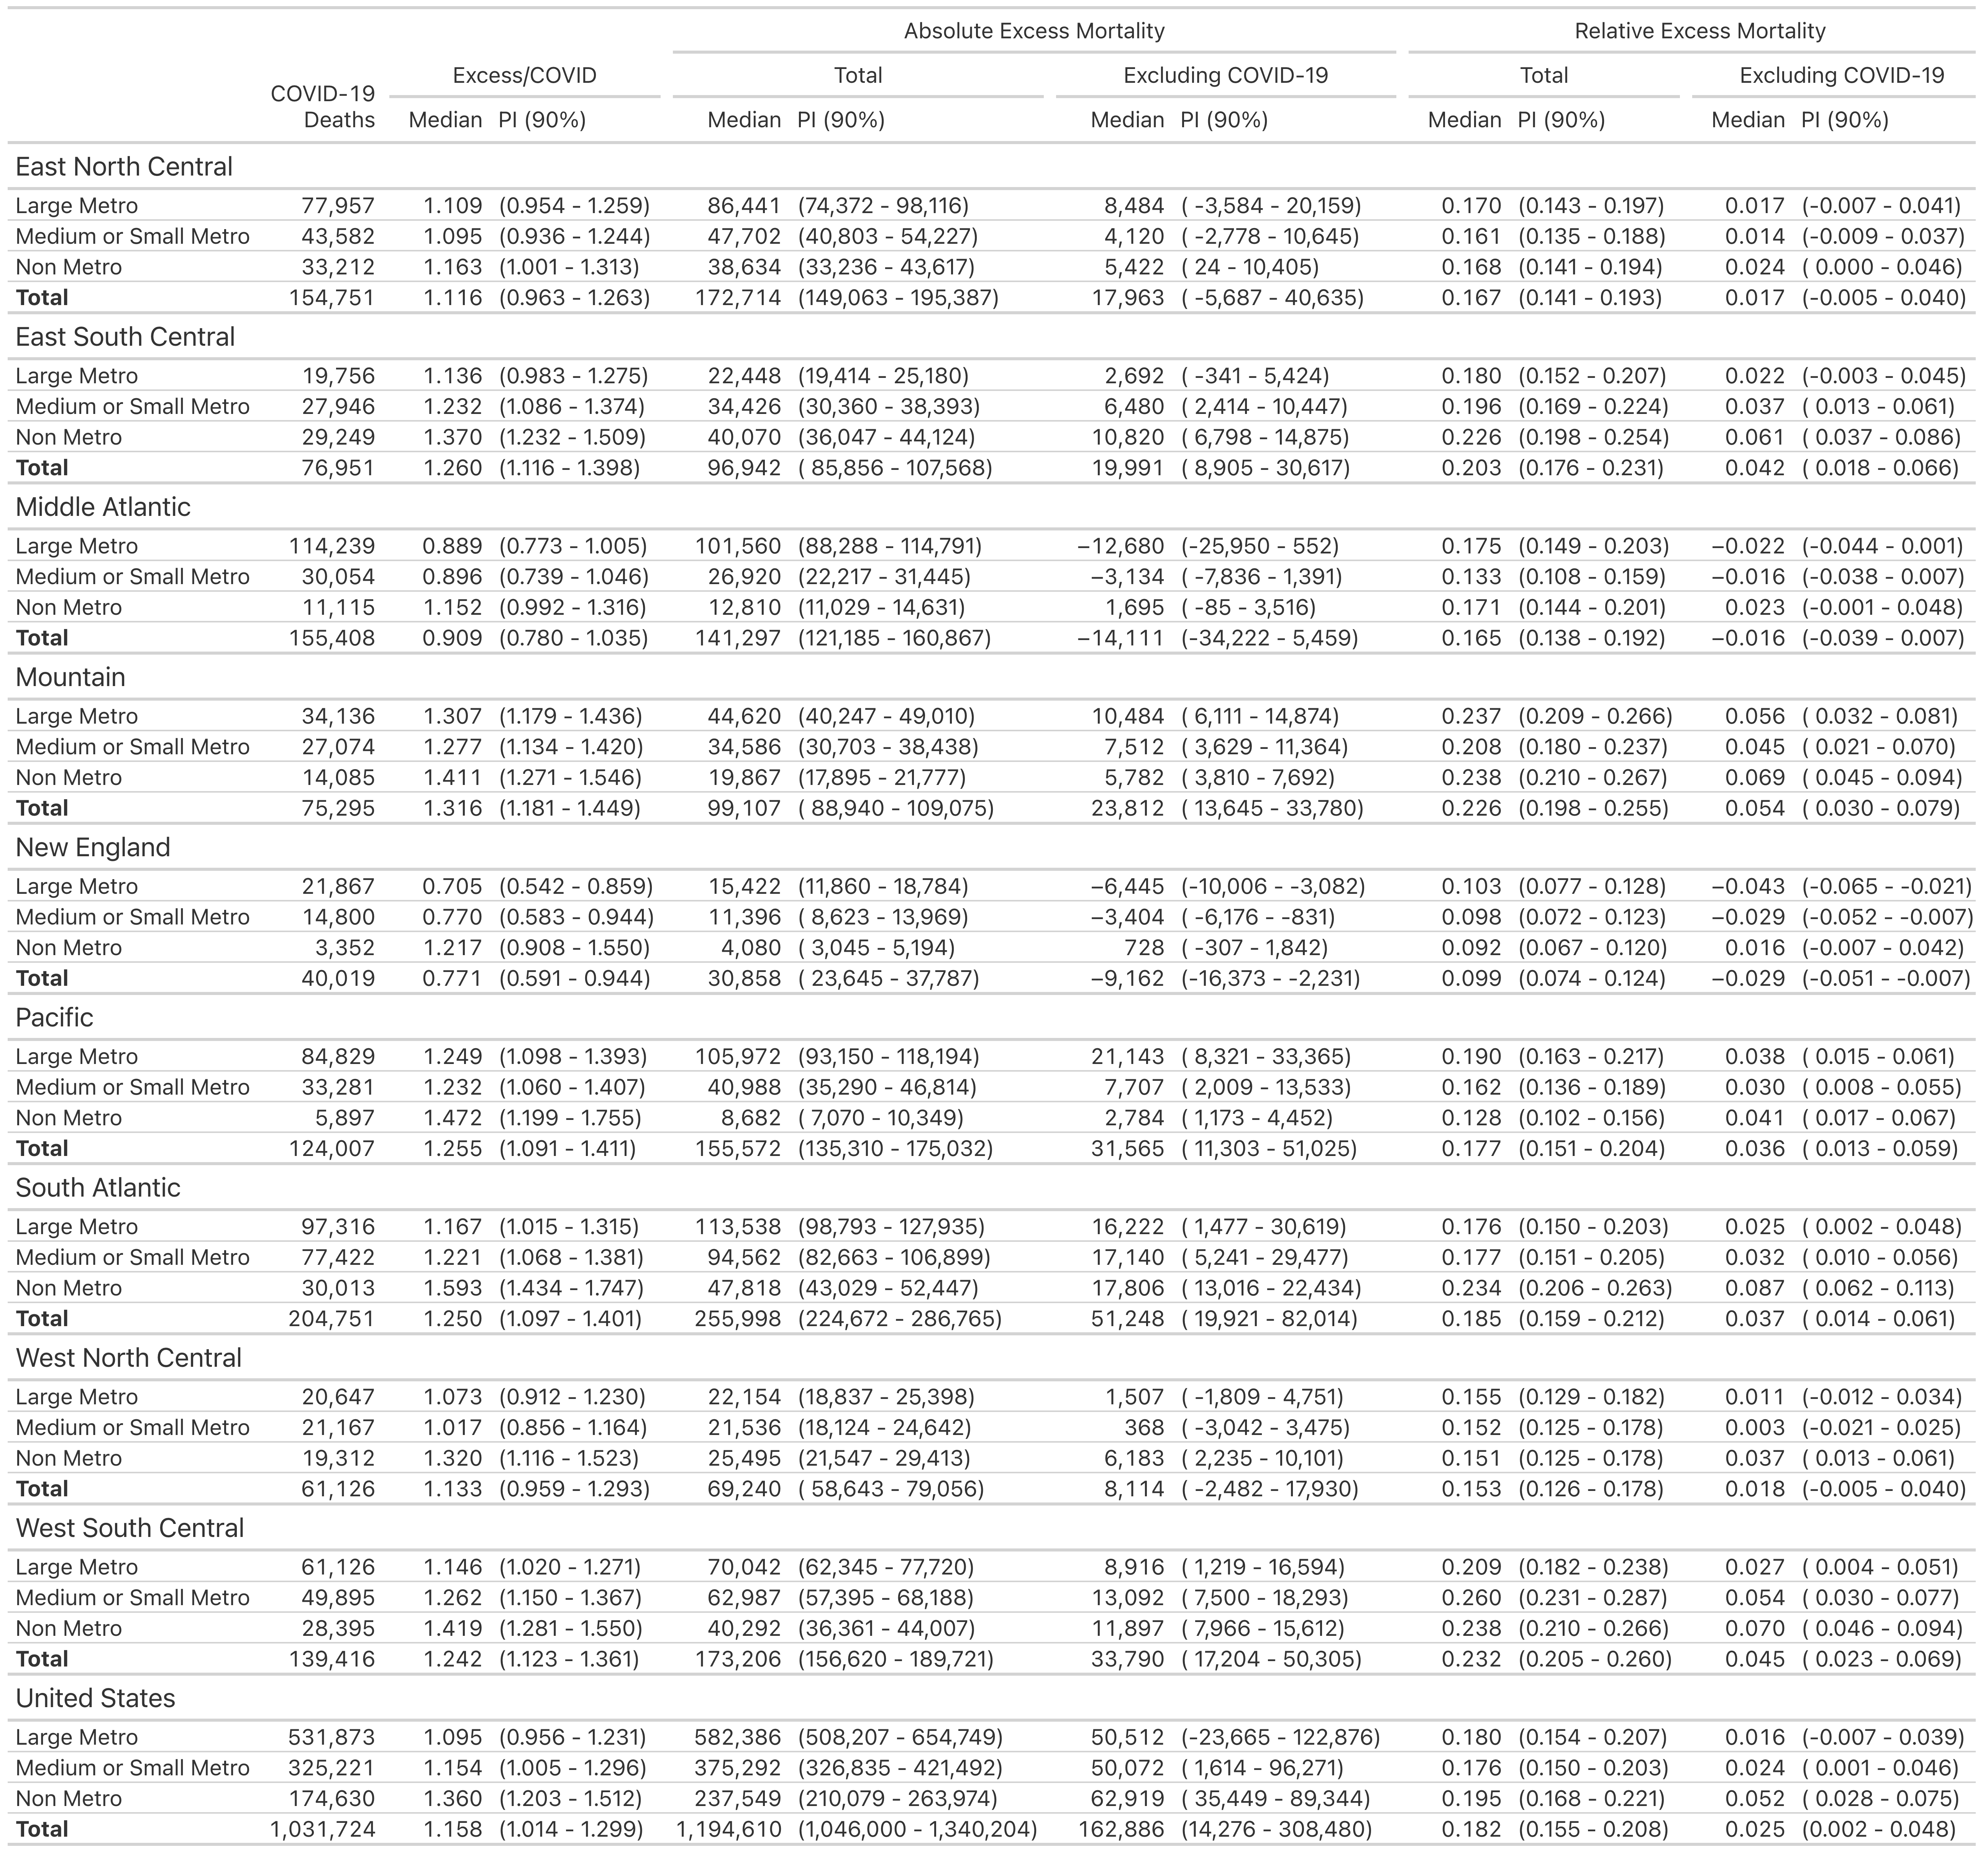 Absolute Excess Mortality Relative Excess Mortality
Excess/COVID Total Excluding COVID-19 Total Excluding COVID-19
COVID-19
Deaths Median PI (90%) Median PI (90%) Median PI (90%) Median PI (90%) Median PI (90%)
East North Central
Large Metro 77,957 1.109 (0.954 - 1.259) 86,441 (74,372 - 98,116) 8,484 ( -3,584 - 20,159) 0.170 (0.143 - 0.197) 0.017 (-0.007 - 0.041)
Medium or Small Metro 43,582 1.095 (0.936 - 1.244) 47,702 (40,803 - 54,227) 4,120 ( -2,778 - 10,645) 0.161 (0.135 - 0.188) 0.014 (-0.009 - 0.037)
Non Metro 33,212 1.163 (1.001 - 1.313) 38,634 (33,236 - 43,617) 5,422 ( 24 - 10,405) 0.168 (0.141 - 0.194) 0.024 ( 0.000 - 0.046)
Total 154,751 1.116 (0.963 - 1.263) 172,714 (149,063 - 195,387) 17,963 ( -5,687 - 40,635) 0.167 (0.141 - 0.193) 0.017 (-0.005 - 0.040)
East South Central
Large Metro 19,756 1.136 (0.983 - 1.275) 22,448 (19,414 - 25,180) 2,692 ( -341 - 5,424) 0.180 (0.152 - 0.207) 0.022 (-0.003 - 0.045)
Medium or Small Metro 27,946 1.232 (1.086 - 1.374) 34,426 (30,360 - 38,393) 6,480 ( 2,414 - 10,447) 0.196 (0.169 - 0.224) 0.037 ( 0.013 - 0.061)
Non Metro 29,249 1.370 (1.232 - 1.509) 40,070 (36,047 - 44,124) 10,820 ( 6,798 - 14,875) 0.226 (0.198 - 0.254) 0.061 ( 0.037 - 0.086)
Total 76,951 1.260 (1.116 - 1.398) 96,942 ( 85,856 - 107,568) 19,991 ( 8,905 - 30,617) 0.203 (0.176 - 0.231) 0.042 ( 0.018 - 0.066)
Middle Atlantic
Large Metro 114,239 0.889 (0.773 - 1.005) 101,560 (88,288 - 114,791) −12,680 (-25,950 - 552) 0.175 (0.149 - 0.203) −0.022 (-0.044 - 0.001)
Medium or Small Metro 30,054 0.896 (0.739 - 1.046) 26,920 (22,217 - 31,445) −3,134 ( -7,836 - 1,391) 0.133 (0.108 - 0.159) −0.016 (-0.038 - 0.007)
Non Metro 11,115 1.152 (0.992 - 1.316) 12,810 (11,029 - 14,631) 1,695 ( -85 - 3,516) 0.171 (0.144 - 0.201) 0.023 (-0.001 - 0.048)
Total 155,408 0.909 (0.780 - 1.035) 141,297 (121,185 - 160,867) −14,111 (-34,222 - 5,459) 0.165 (0.138 - 0.192) −0.016 (-0.039 - 0.007)
Mountain
Large Metro 34,136 1.307 (1.179 - 1.436) 44,620 (40,247 - 49,010) 10,484 ( 6,111 - 14,874) 0.237 (0.209 - 0.266) 0.056 ( 0.032 - 0.081)
Medium or Small Metro 27,074 1.277 (1.134 - 1.420) 34,586 (30,703 - 38,438) 7,512 ( 3,629 - 11,364) 0.208 (0.180 - 0.237) 0.045 ( 0.021 - 0.070)
Non Metro 14,085 1.411 (1.271 - 1.546) 19,867 (17,895 - 21,777) 5,782 ( 3,810 - 7,692) 0.238 (0.210 - 0.267) 0.069 ( 0.045 - 0.094)
Total 75,295 1.316 (1.181 - 1.449) 99,107 ( 88,940 - 109,075) 23,812 ( 13,645 - 33,780) 0.226 (0.198 - 0.255) 0.054 ( 0.030 - 0.079)
New England
Large Metro 21,867 0.705 (0.542 - 0.859) 15,422 (11,860 - 18,784) −6,445 (-10,006 - -3,082) 0.103 (0.077 - 0.128) −0.043 (-0.065 - -0.021)
Medium or Small Metro 14,800 0.770 (0.583 - 0.944) 11,396 ( 8,623 - 13,969) −3,404 ( -6,176 - -831) 0.098 (0.072 - 0.123) −0.029 (-0.052 - -0.007)
Non Metro 3,352 1.217 (0.908 - 1.550) 4,080 ( 3,045 - 5,194) 728 ( -307 - 1,842) 0.092 (0.067 - 0.120) 0.016 (-0.007 - 0.042)
Total 40,019 0.771 (0.591 - 0.944) 30,858 ( 23,645 - 37,787) −9,162 (-16,373 - -2,231) 0.099 (0.074 - 0.124) −0.029 (-0.051 - -0.007)
Pacific
Large Metro 84,829 1.249 (1.098 - 1.393) 105,972 (93,150 - 118,194) 21,143 ( 8,321 - 33,365) 0.190 (0.163 - 0.217) 0.038 ( 0.015 - 0.061)
Medium or Small Metro 33,281 1.232 (1.060 - 1.407) 40,988 (35,290 - 46,814) 7,707 ( 2,009 - 13,533) 0.162 (0.136 - 0.189) 0.030 ( 0.008 - 0.055)
Non Metro 5,897 1.472 (1.199 - 1.755) 8,682 ( 7,070 - 10,349) 2,784 ( 1,173 - 4,452) 0.128 (0.102 - 0.156) 0.041 ( 0.017 - 0.067)
Total 124,007 1.255 (1.091 - 1.411) 155,572 (135,310 - 175,032) 31,565 ( 11,303 - 51,025) 0.177 (0.151 - 0.204) 0.036 ( 0.013 - 0.059)
South Atlantic
Large Metro 97,316 1.167 (1.015 - 1.315) 113,538 (98,793 - 127,935) 16,222 ( 1,477 - 30,619) 0.176 (0.150 - 0.203) 0.025 ( 0.002 - 0.048)
Medium or Small Metro 77,422 1.221 (1.068 - 1.381) 94,562 (82,663 - 106,899) 17,140 ( 5,241 - 29,477) 0.177 (0.151 - 0.205) 0.032 ( 0.010 - 0.056)
Non Metro 30,013 1.593 (1.434 - 1.747) 47,818 (43,029 - 52,447) 17,806 ( 13,016 - 22,434) 0.234 (0.206 - 0.263) 0.087 ( 0.062 - 0.113)
Total 204,751 1.250 (1.097 - 1.401) 255,998 (224,672 - 286,765) 51,248 ( 19,921 - 82,014) 0.185 (0.159 - 0.212) 0.037 ( 0.014 - 0.061)
West North Central
Large Metro 20,647 1.073 (0.912 - 1.230) 22,154 (18,837 - 25,398) 1,507 ( -1,809 - 4,751) 0.155 (0.129 - 0.182) 0.011 (-0.012 - 0.034)
Medium or Small Metro 21,167 1.017 (0.856 - 1.164) 21,536 (18,124 - 24,642) 368 ( -3,042 - 3,475) 0.152 (0.125 - 0.178) 0.003 (-0.021 - 0.025)
Non Metro 19,312 1.320 (1.116 - 1.523) 25,495 (21,547 - 29,413) 6,183 ( 2,235 - 10,101) 0.151 (0.125 - 0.178) 0.037 ( 0.013 - 0.061)
Total 61,126 1.133 (0.959 - 1.293) 69,240 ( 58,643 - 79,056) 8,114 ( -2,482 - 17,930) 0.153 (0.126 - 0.178) 0.018 (-0.005 - 0.040)
West South Central
Large Metro 61,126 1.146 (1.020 - 1.271) 70,042 (62,345 - 77,720) 8,916 ( 1,219 - 16,594) 0.209 (0.182 - 0.238) 0.027 ( 0.004 - 0.051)
Medium or Small Metro 49,895 1.262 (1.150 - 1.367) 62,987 (57,395 - 68,188) 13,092 ( 7,500 - 18,293) 0.260 (0.231 - 0.287) 0.054 ( 0.030 - 0.077)
Non Metro 28,395 1.419 (1.281 - 1.550) 40,292 (36,361 - 44,007) 11,897 ( 7,966 - 15,612) 0.238 (0.210 - 0.266) 0.070 ( 0.046 - 0.094)
Total 139,416 1.242 (1.123 - 1.361) 173,206 (156,620 - 189,721) 33,790 ( 17,204 - 50,305) 0.232 (0.205 - 0.260) 0.045 ( 0.023 - 0.069)
United States
Large Metro 531,873 1.095 (0.956 - 1.231) 582,386 (508,207 - 654,749) 50,512 (-23,665 - 122,876) 0.180 (0.154 - 0.207) 0.016 (-0.007 - 0.039)
Medium or Small Metro 325,221 1.154 (1.005 - 1.296) 375,292 (326,835 - 421,492) 50,072 ( 1,614 - 96,271) 0.176 (0.150 - 0.203) 0.024 ( 0.001 - 0.046)
Non Metro 174,630 1.360 (1.203 - 1.512) 237,549 (210,079 - 263,974) 62,919 ( 35,449 - 89,344) 0.195 (0.168 - 0.221) 0.052 ( 0.028 - 0.075)
Total 1,031,724 1.158 (1.014 - 1.299) 1,194,610 (1,046,000 - 1,340,204) 162,886 (14,276 - 308,480) 0.182 (0.155 - 0.208) 0.025 (0.002 - 0.048)